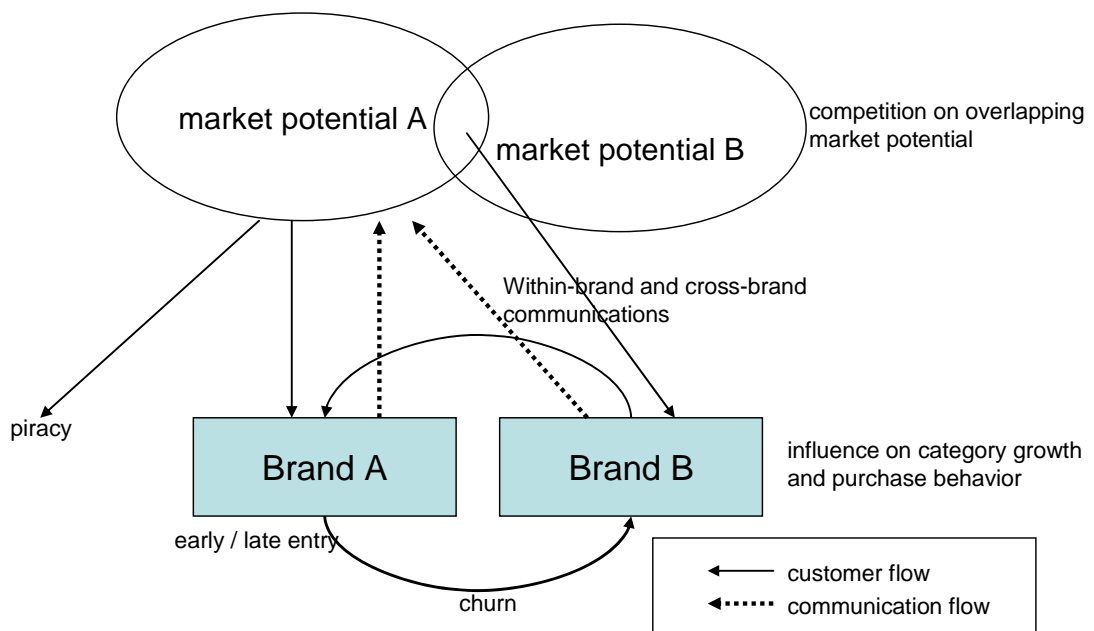 market potential A
market potential B
competition on overlapping
market potential
Within-brand and cross-brand
communications
piracy
Brand A
Brand B
influence on category growth
and purchase behavior
early / late entry
churn
customer flow
communication flow